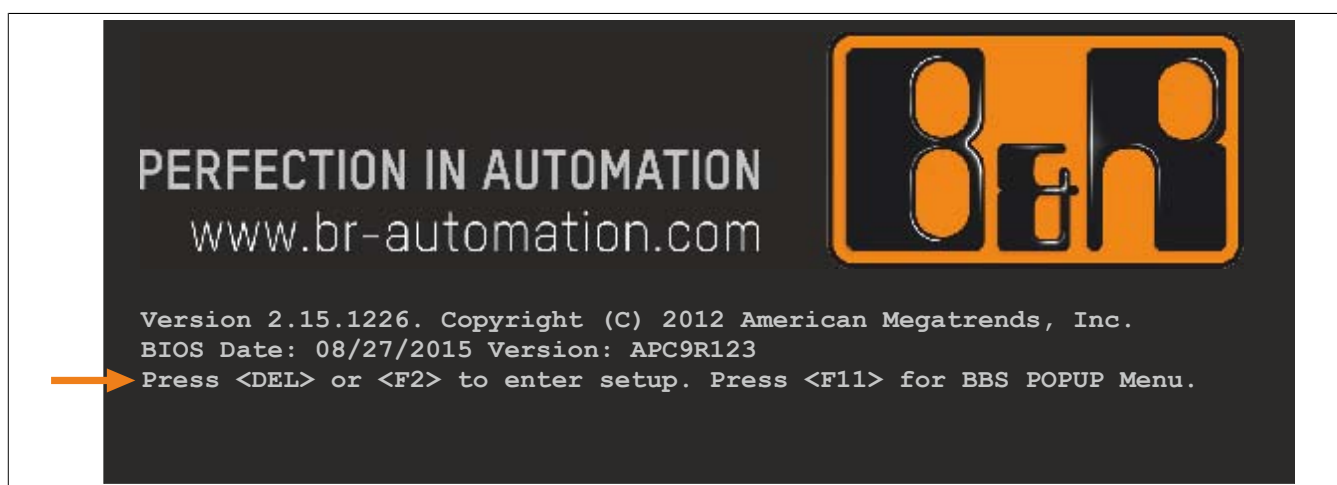 PERFECTION IN AUTOMATION
www.br-automation.com
B&R
Version 2.15.1226. Copyright (C) 2012 American Megatrends, Inc.
BIOS Date: 08/27/2015 Version: APC9R123
Press <DEL> or <F2> to enter setup. Press <F11> for BBS POPUP Menu.